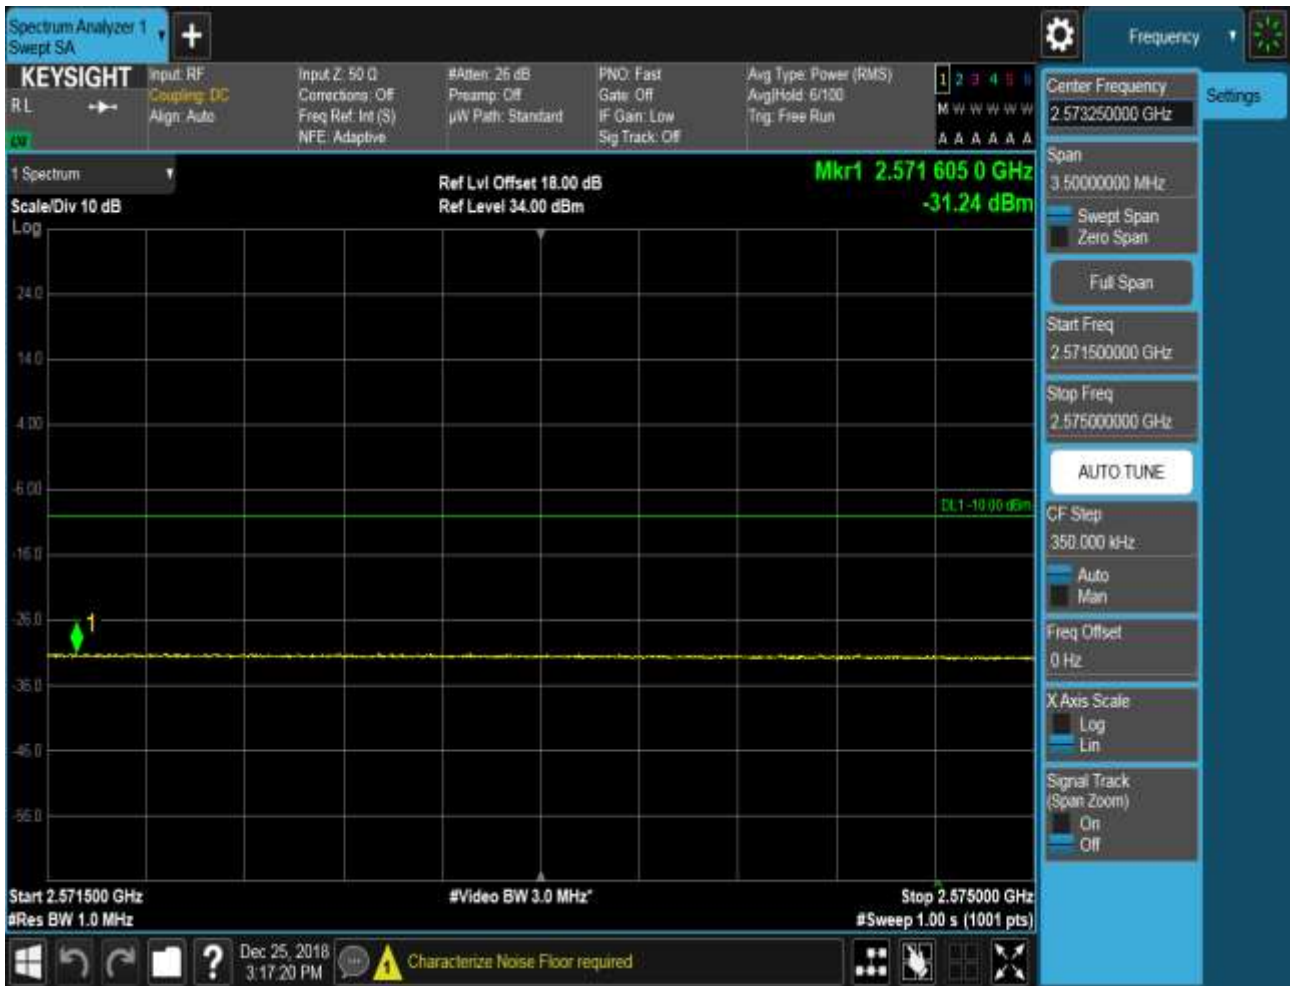 Spectrum Analyzer 1
Swept SA
+
Frequency
KEYSIGHT
RL
Input: RF
Coupling: DC
Align: Auto
Input Z: 50 Ω
Corrections: Off
Freq Ref: Int (S)
NFE: Adaptive
#Atten: 26 dB
Preamp: Off
µW Path: Standard
PNO: Fast
Gate: Off
IF Gain: Low
Sig Track: Off
Avg Type: Power (RMS)
Avg|Hold: 6/100
Trig: Free Run
1 2 3 4 5 6
M W W W W W
A A A A A A
1 Spectrum
Scale/Div 10 dB
Ref Lvl Offset 18.00 dB
Ref Level 34.00 dBm
Mkr1 2.571 605 0 GHz
-31.24 dBm
Log
24.0
14.0
4.00
-6.00
-16.0
-26.0
-36.0
-46.0
-56.0
DL1 -10.00 dBm
1
Start 2.571500 GHz
#Video BW 3.0 MHz*
Stop 2.575000 GHz
#Res BW 1.0 MHz
#Sweep 1.00 s (1001 pts)
Dec 25, 2018
3:17:20 PM
Characterize Noise Floor required
Center Frequency
2.573250000 GHz
Settings
Span
3.50000000 MHz
Swept Span
Zero Span
Full Span
Start Freq
2.571500000 GHz
Stop Freq
2.575000000 GHz
AUTO TUNE
CF Step
350.000 kHz
Auto
Man
Freq Offset
0 Hz
X Axis Scale
Log
Lin
Signal Track
(Span Zoom)
On
Off